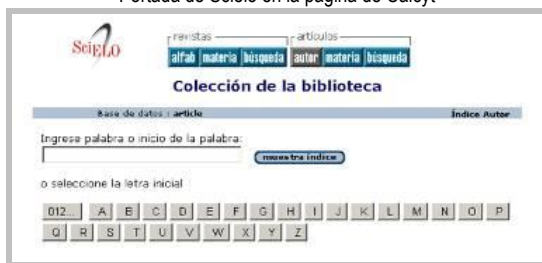 Portada de Scielo en la página de Caicyt
SciELO
revistas
artículos
alfab materia búsqueda autor materia búsqueda
Colección de la biblioteca
Base de datos : article
Índice Autor
Ingrese palabra o inicio de la palabra:
muestra índice
o seleccione la letra inicial
012... A B C D E F G H I J K L M N O P
Q R S T U V W X Y Z